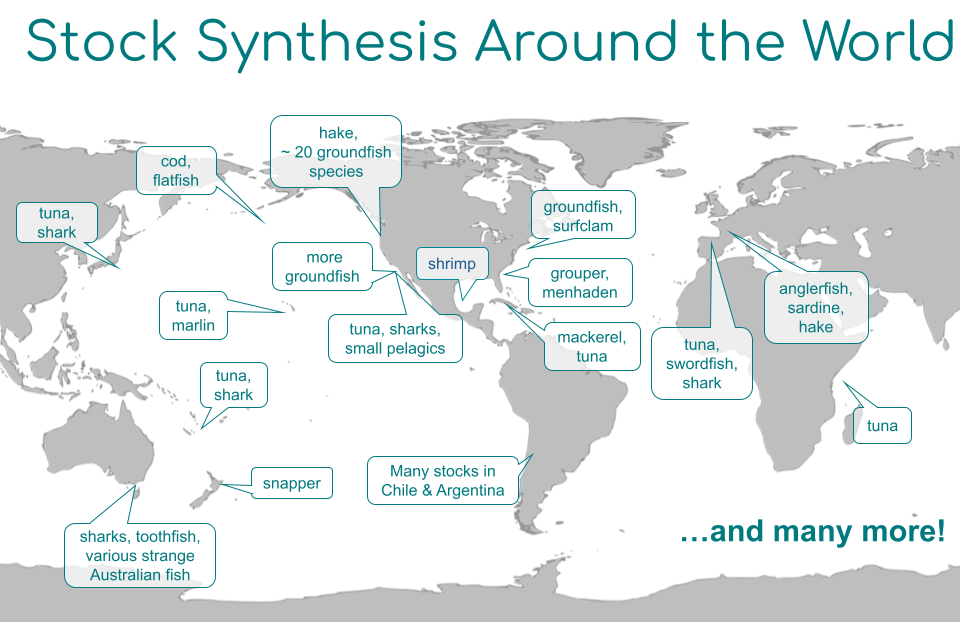 Stock Synthesis Around the World
hake,
~ 20 groundfish
species
cod,
flatfish
tuna,
shark
groundfish,
surfclam
more
groundfish
shrimp
grouper,
menhaden
anglerfish,
sardine,
hake
tuna,
marlin
tuna, sharks,
small pelagics
mackerel,
tuna
tuna,
swordfish,
shark
tuna,
shark
tuna
Many stocks in
Chile & Argentina
snapper
sharks, toothfish,
various strange
Australian fish
…and many more!